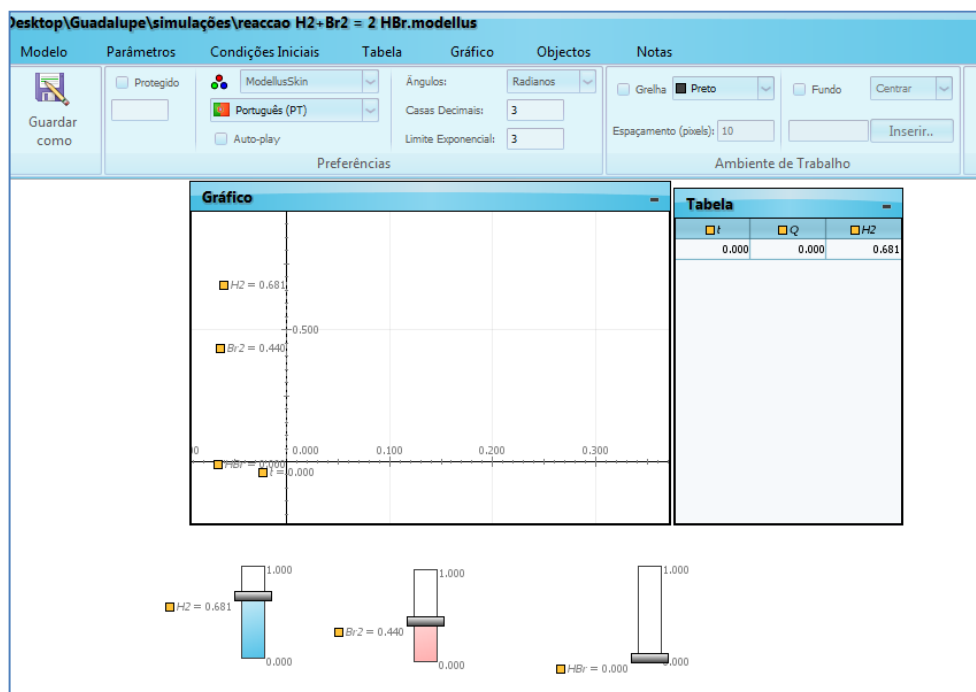 Desktop\Guadalupe\simulações\reaccao H2+Br2 = 2 HBr.modellus
Modelo Parâmetros Condições Iniciais Tabela Gráfico Objectos Notas
Guardar como
Protegido
ModellusSkin
Português (PT)
Auto-play
Ângulos: Radianos
Casas Decimais: 3
Limite Exponencial: 3
Preferências
Grelha Preto
Fundo Centrar
Espaçamento (pixels): 10
Inserir..
Ambiente de Trabalho
Gráfico
H2 = 0.681
0.500
Br2 = 0.440
00 0.000 0.100 0.200 0.300
HBr = 0.000
t = 0.000
Tabela
t Q H2
0.000 0.000 0.681
1.000
H2 = 0.681
0.000
1.000
Br2 = 0.440
0.000
1.000
HBr = 0.000
0.000